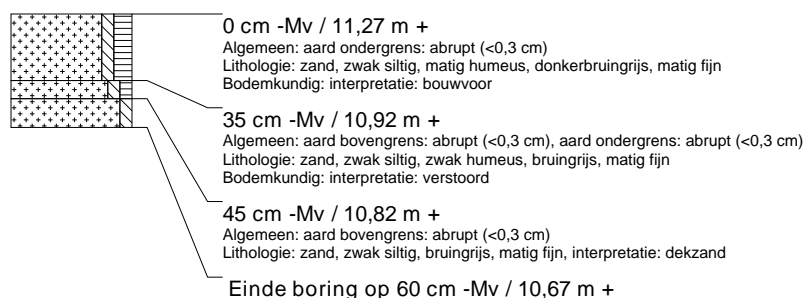 0 cm -Mv / 11,27 m +
Algemeen: aard ondergrens: abrupt (<0,3 cm)
Lithologie: zand, zwak siltig, matig humeus, donkerbruingrijs, matig fijn
Bodemkundig: interpretatie: bouwvoor
35 cm -Mv / 10,92 m +
Algemeen: aard bovengrens: abrupt (<0,3 cm), aard ondergrens: abrupt (<0,3 cm)
Lithologie: zand, zwak siltig, zwak humeus, bruingrijs, matig fijn
Bodemkundig: interpretatie: verstoord
45 cm -Mv / 10,82 m +
Algemeen: aard bovengrens: abrupt (<0,3 cm)
Lithologie: zand, zwak siltig, bruingrijs, matig fijn, interpretatie: dekzand
Einde boring op 60 cm -Mv / 10,67 m +